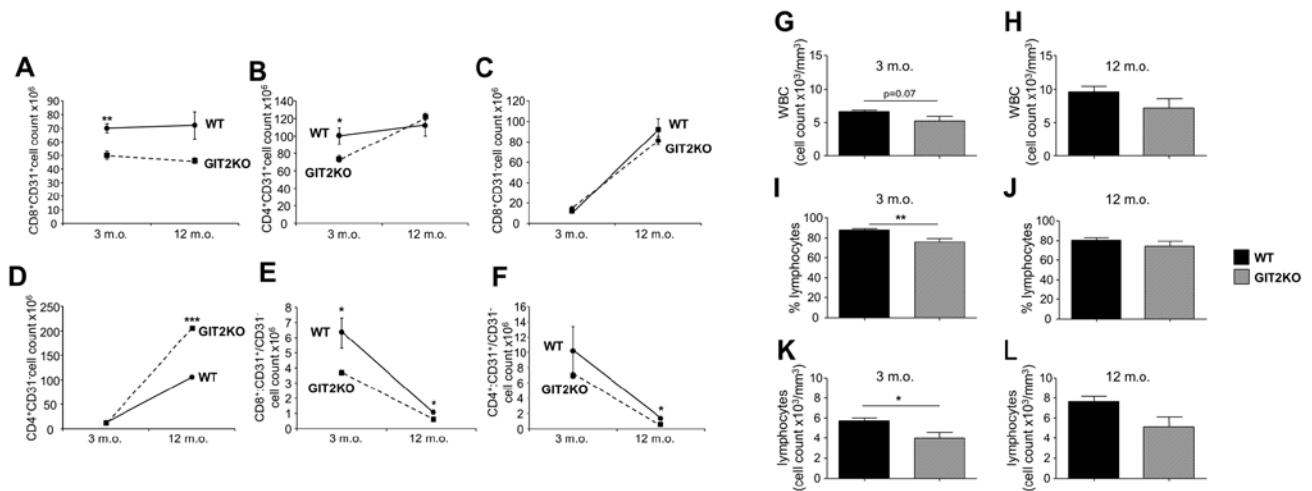 A
CD8⁺CD31⁺cell count x10⁶
90
80
70
60
50
40
30
20
10
0
**
WT
GIT2KO
3 m.o. 12 m.o.
B
CD4⁺CD31⁺cell count x10⁶
140
120
100
80
60
40
20
0
*
WT
GIT2KO
3 m.o. 12 m.o.
C
CD8⁺CD31⁻cell count x10⁶
120
100
80
60
40
20
0
WT
GIT2KO
3 m.o. 12 m.o.
D
CD4⁺CD31⁻cell count x10⁶
250
200
150
100
50
0
***
GIT2KO
WT
3 m.o. 12 m.o.
E
CD8⁺:CD31⁺/CD31⁻
cell count x10⁶
8
7
6
5
4
3
2
1
0
*
WT
GIT2KO
*
3 m.o. 12 m.o.
F
CD4⁺:CD31⁺/CD31⁻
cell count x10⁶
16
14
12
10
8
6
4
2
0
WT
GIT2KO
*
3 m.o. 12 m.o.
G
3 m.o.
WBC
(cell count x10³/mm³)
15
10
5
0
p=0.07
H
12 m.o.
WBC
(cell count x10³/mm³)
15
10
5
0
I
3 m.o.
% lymphocytes
100
80
60
40
20
0
**
J
12 m.o.
% lymphocytes
100
80
60
40
20
0
WT
GIT2KO
K
3 m.o.
lymphocytes
(cell count x10³/mm³)
10
8
6
4
2
0
*
L
12 m.o.
lymphocytes
(cell count x10³/mm³)
10
8
6
4
2
0